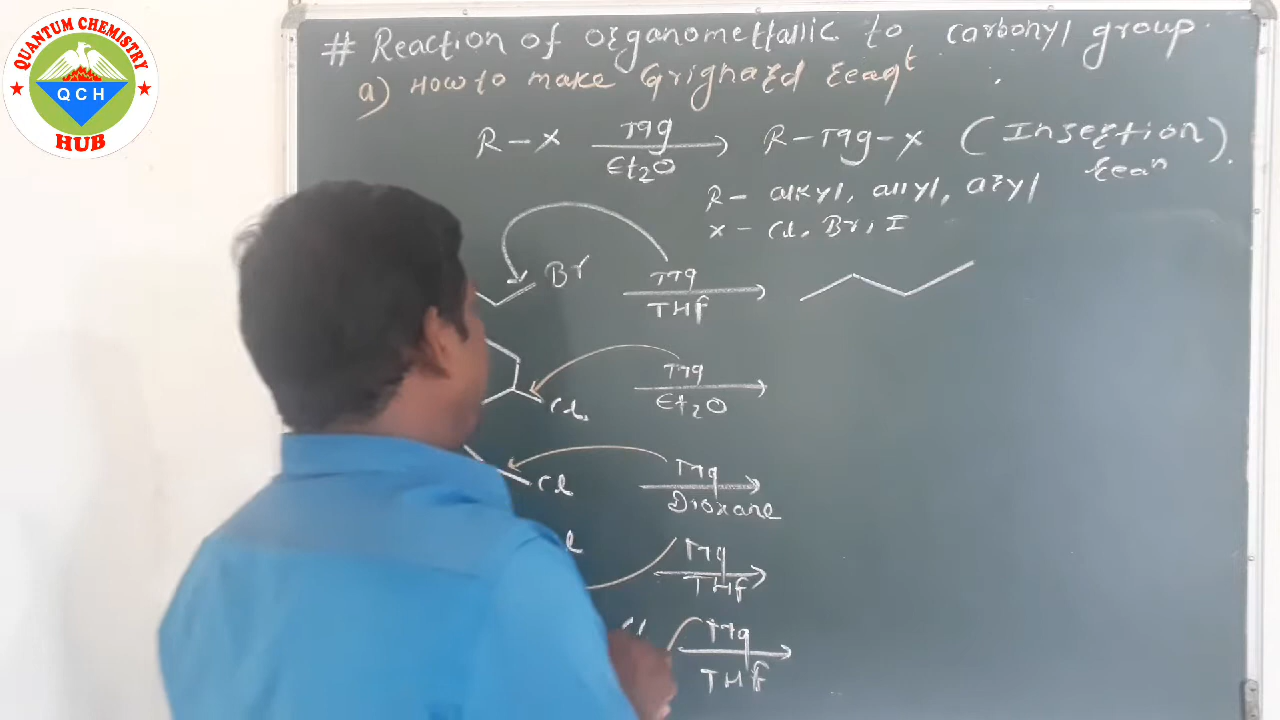 QUANTUM CHEMISTRY
QCH
HUB
# Reaction of organometallic to carbonyl group.
a) How to make Grignard reagt
R-X Mg Et₂O R-Mg-X (Insertion) reaⁿ.
R- alkyl, allyl, aryl
X- Cl, Br, I
Br Mg THF
Cl Mg Et₂O
Cl Mg Dioxane
Mg THF
Cl Mg THF